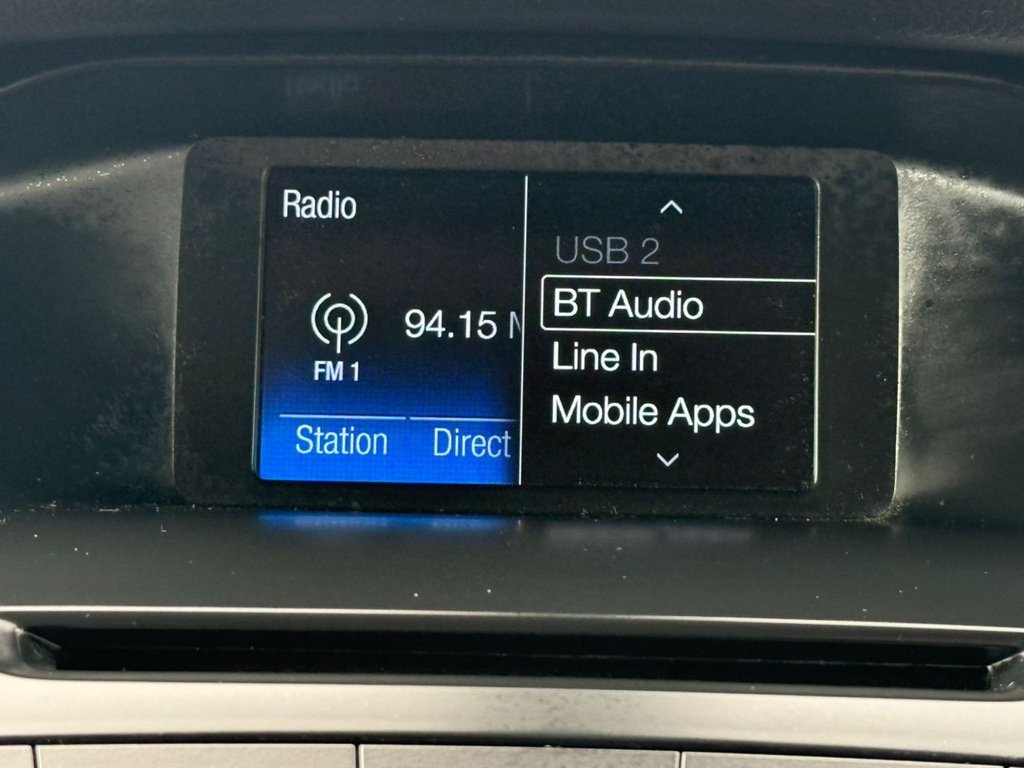 Radio
94.15
FM 1
Station Direct
USB 2
BT Audio
Line In
Mobile Apps